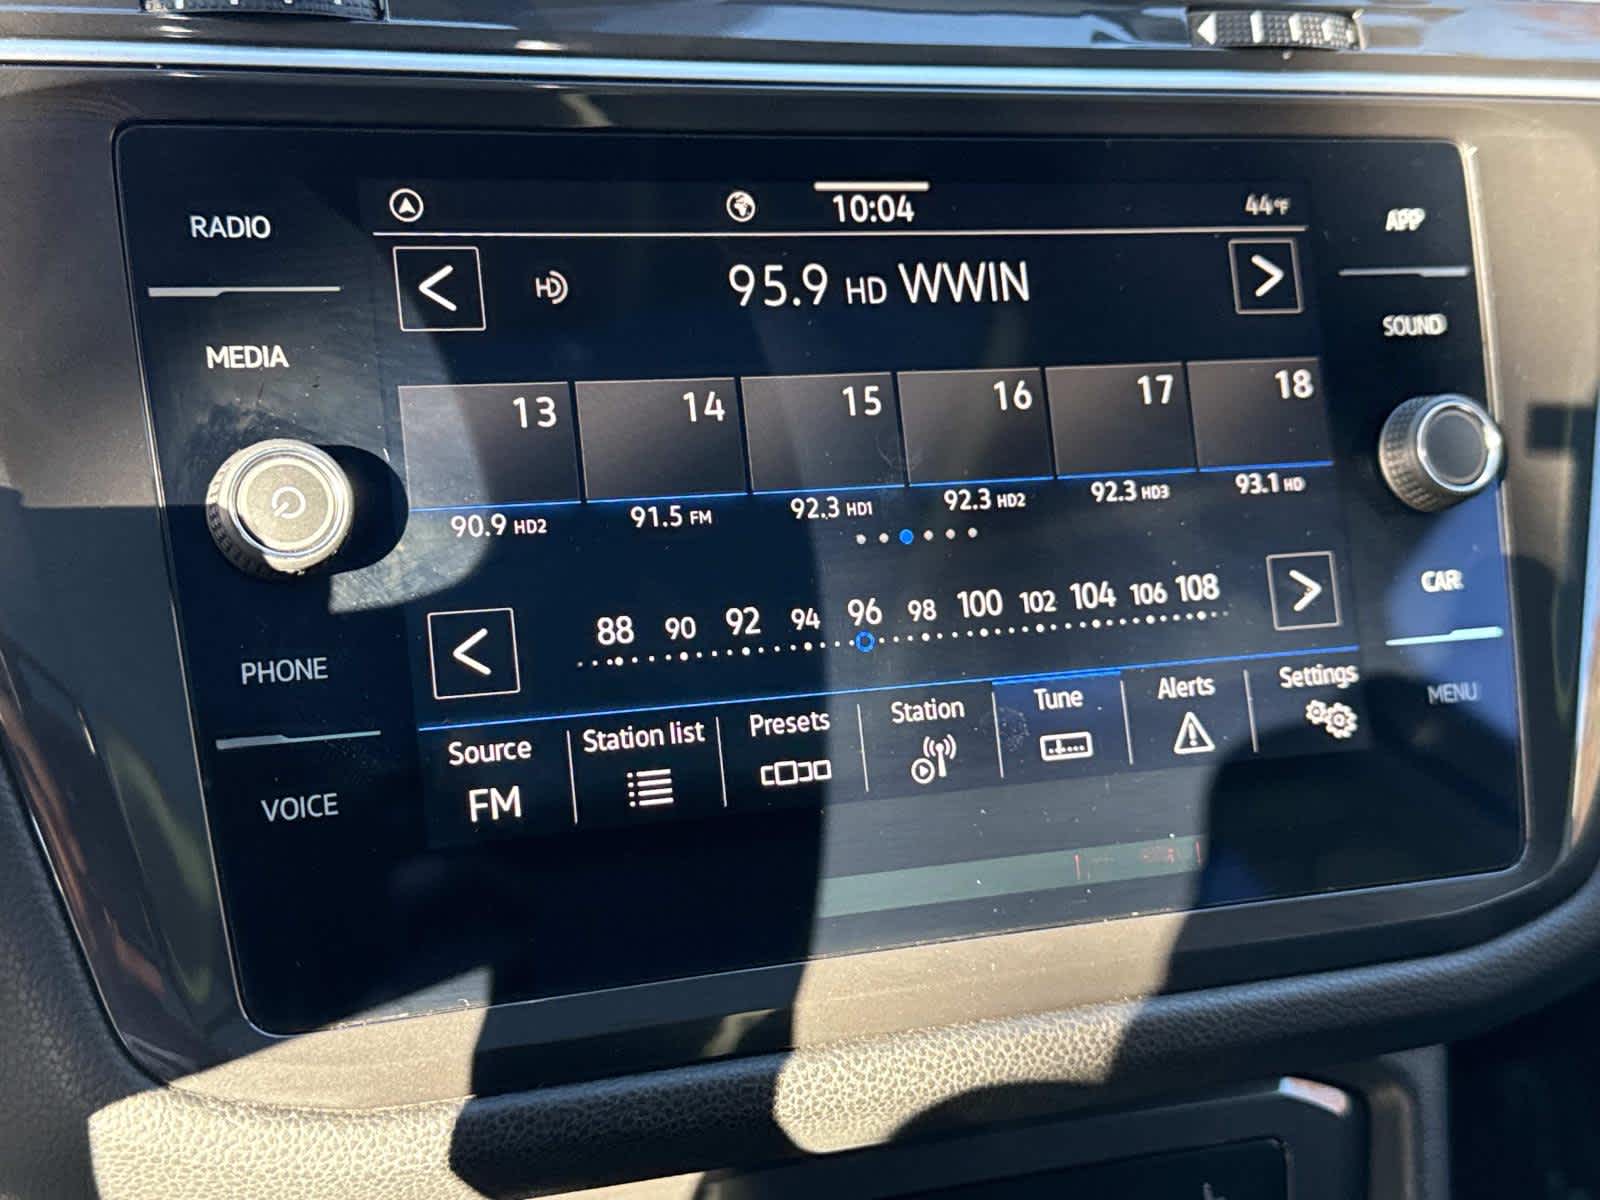 10:04
44°F
RADIO
APP
95.9 HD WWIN
HD
SOUND
MEDIA
13 14 15 16 17 18
90.9 HD2 91.5 FM 92.3 HD1 92.3 HD2 92.3 HD3 93.1 HD
CAR
88 90 92 94 96 98 100 102 104 106 108
PHONE
MENU
Source Station list Presets Station Tune Alerts Settings
FM
VOICE